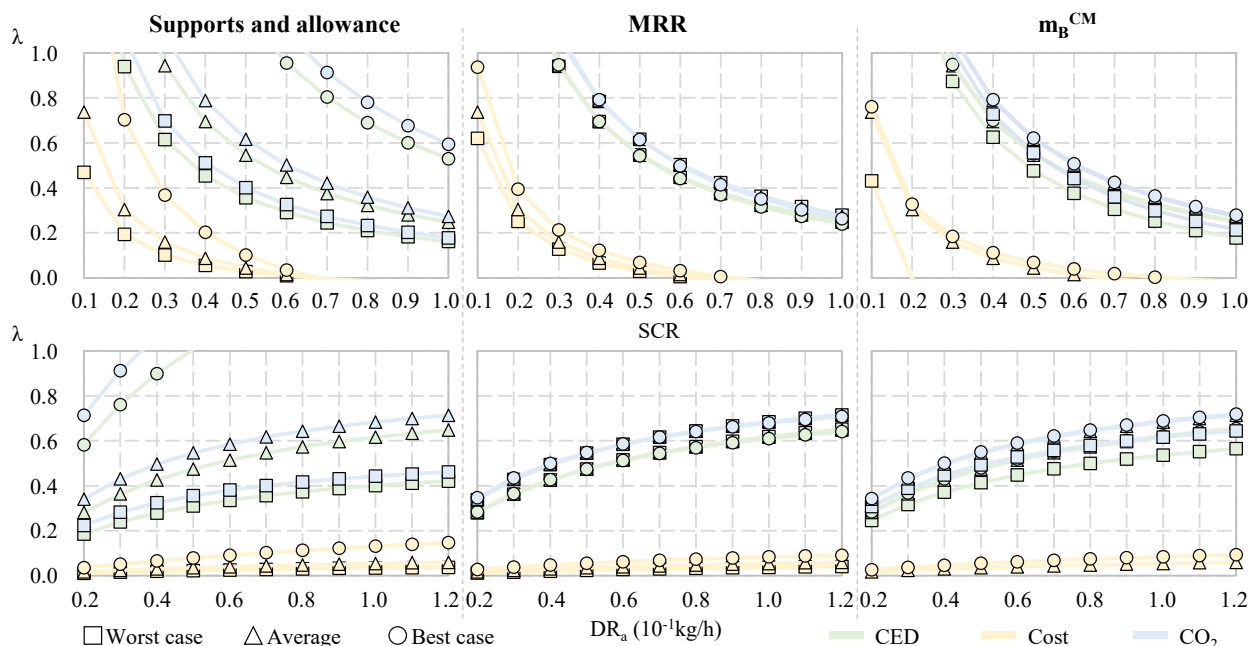 Supports and allowance MRR m_B^CM
λ
1.0
0.8
0.6
0.4
0.2
0.0
0.1 0.2 0.3 0.4 0.5 0.6 0.7 0.8 0.9 1.0 0.1 0.2 0.3 0.4 0.5 0.6 0.7 0.8 0.9 1.0 0.1 0.2 0.3 0.4 0.5 0.6 0.7 0.8 0.9 1.0
SCR
λ
1.0
0.8
0.6
0.4
0.2
0.0
0.2 0.4 0.6 0.8 1.0 1.2 0.2 0.4 0.6 0.8 1.0 1.2 0.2 0.4 0.6 0.8 1.0 1.2
Worst case Average Best case DR_a (10^-1kg/h) CED Cost CO₂